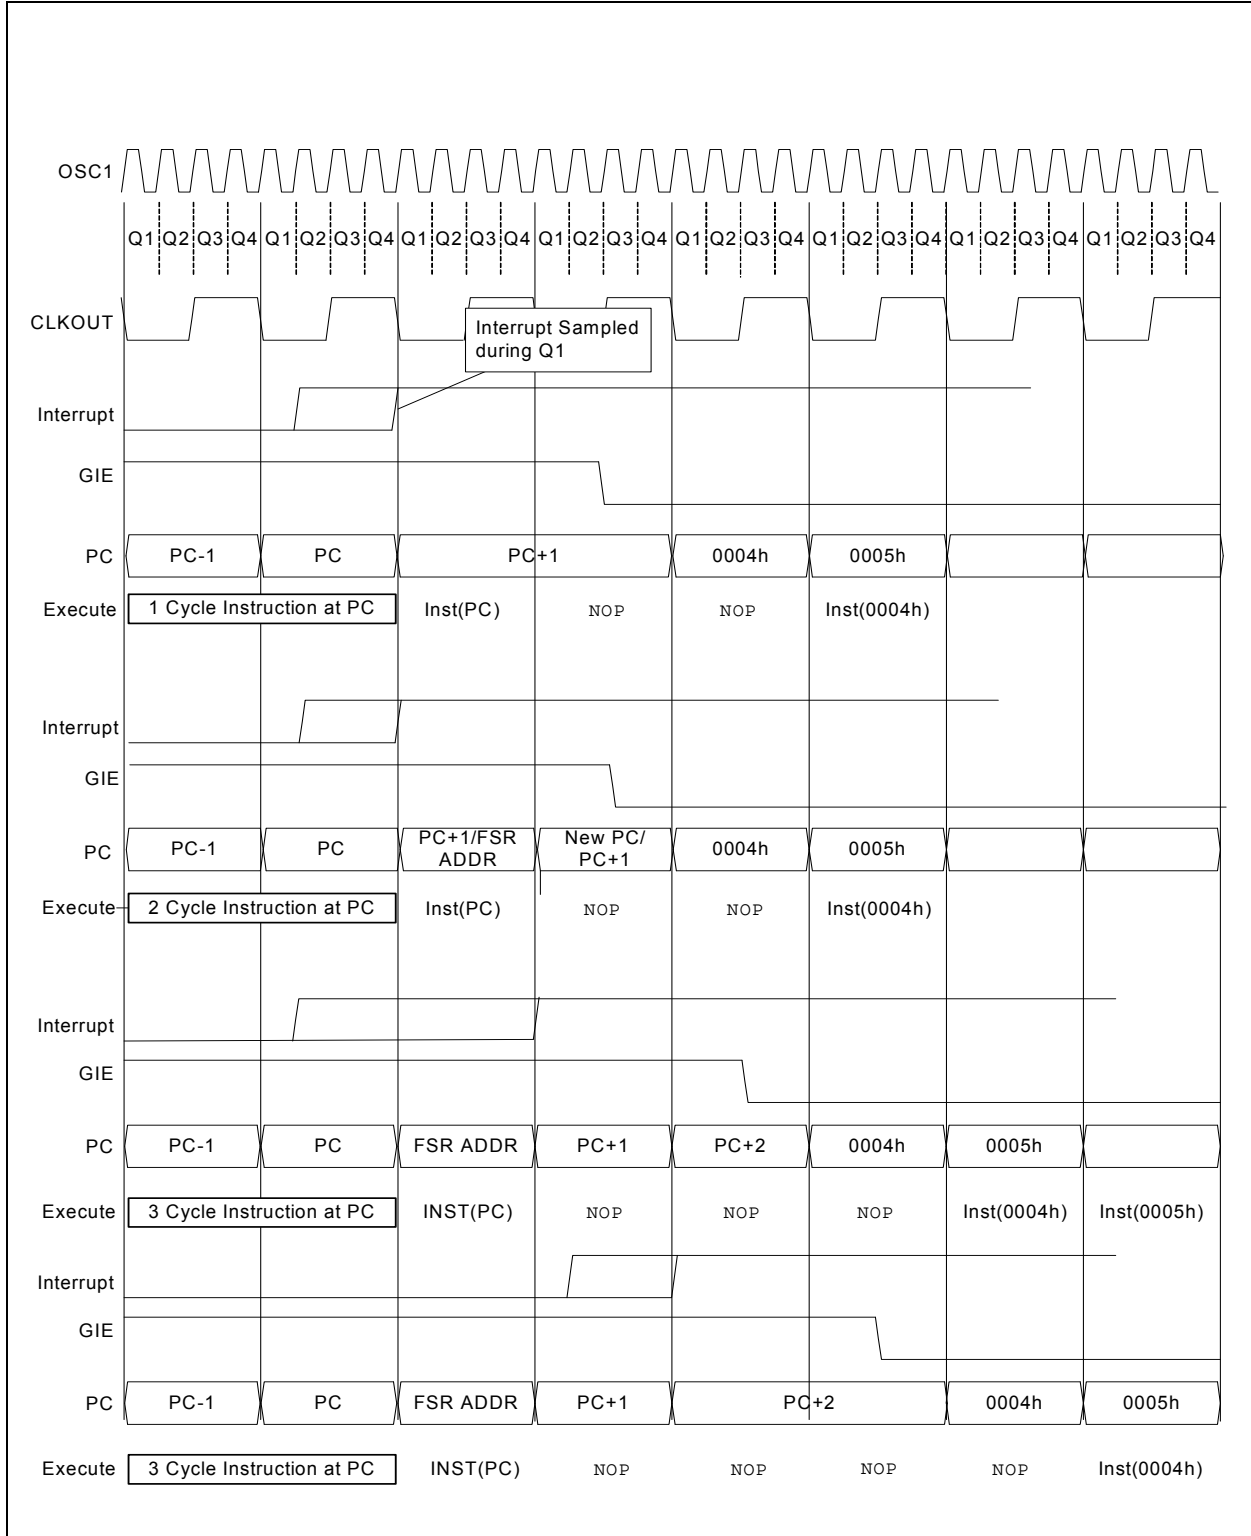 OSC1
Q1 Q2 Q3 Q4 Q1 Q2 Q3 Q4 Q1 Q2 Q3 Q4 Q1 Q2 Q3 Q4 Q1 Q2 Q3 Q4 Q1 Q2 Q3 Q4 Q1 Q2 Q3 Q4 Q1 Q2 Q3 Q4
CLKOUT
Interrupt Sampled
during Q1
Interrupt
GIE
PC PC-1 PC PC+1 0004h 0005h
Execute 1 Cycle Instruction at PC Inst(PC) NOP NOP Inst(0004h)
Interrupt
GIE
PC PC-1 PC PC+1/FSR ADDR New PC/ PC+1 0004h 0005h
Execute 2 Cycle Instruction at PC Inst(PC) NOP NOP Inst(0004h)
Interrupt
GIE
PC PC-1 PC FSR ADDR PC+1 PC+2 0004h 0005h
Execute 3 Cycle Instruction at PC INST(PC) NOP NOP NOP Inst(0004h) Inst(0005h)
Interrupt
GIE
PC PC-1 PC FSR ADDR PC+1 PC+2 0004h 0005h
Execute 3 Cycle Instruction at PC INST(PC) NOP NOP NOP NOP Inst(0004h)